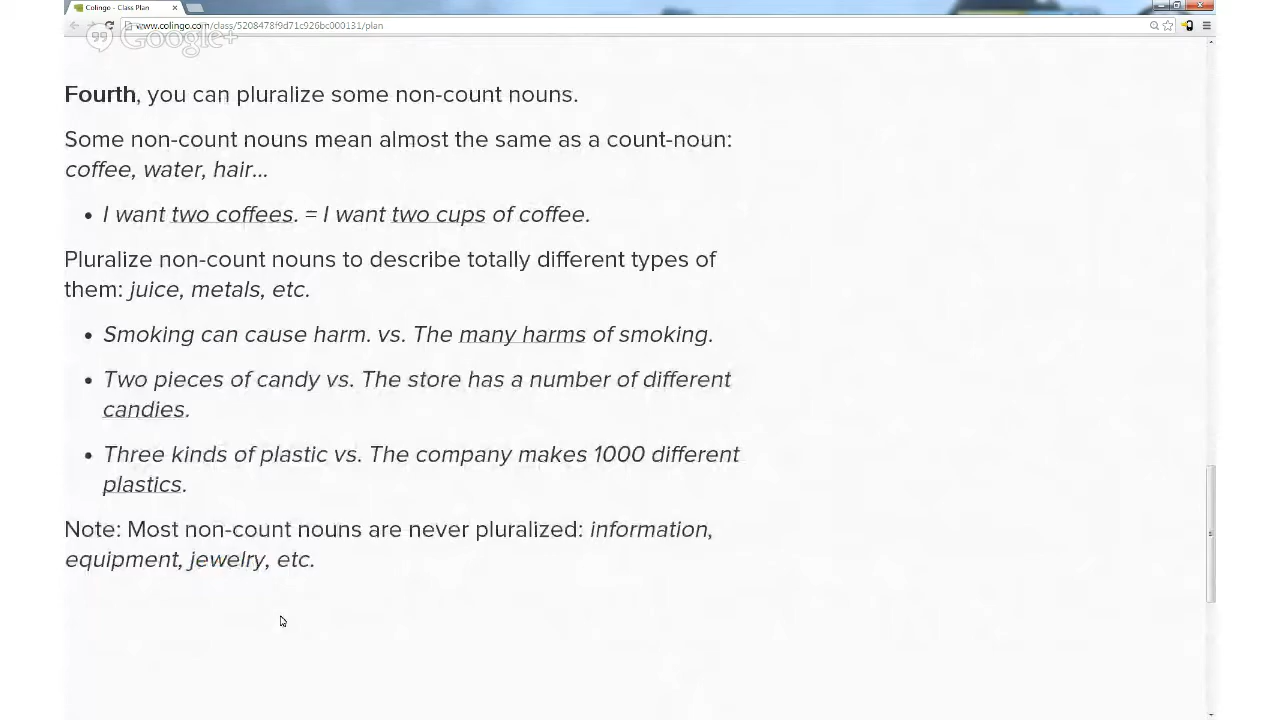 Colingo - Class Plan
www.colingo.com/class/5208478f9d71c926bc000131/plan
Google+
Fourth, you can pluralize some non-count nouns.
Some non-count nouns mean almost the same as a count-noun:
coffee, water, hair...
• I want two coffees. = I want two cups of coffee.
Pluralize non-count nouns to describe totally different types of
them: juice, metals, etc.
• Smoking can cause harm. vs. The many harms of smoking.
• Two pieces of candy vs. The store has a number of different
candies.
• Three kinds of plastic vs. The company makes 1000 different
plastics.
Note: Most non-count nouns are never pluralized: information,
equipment, jewelry, etc.